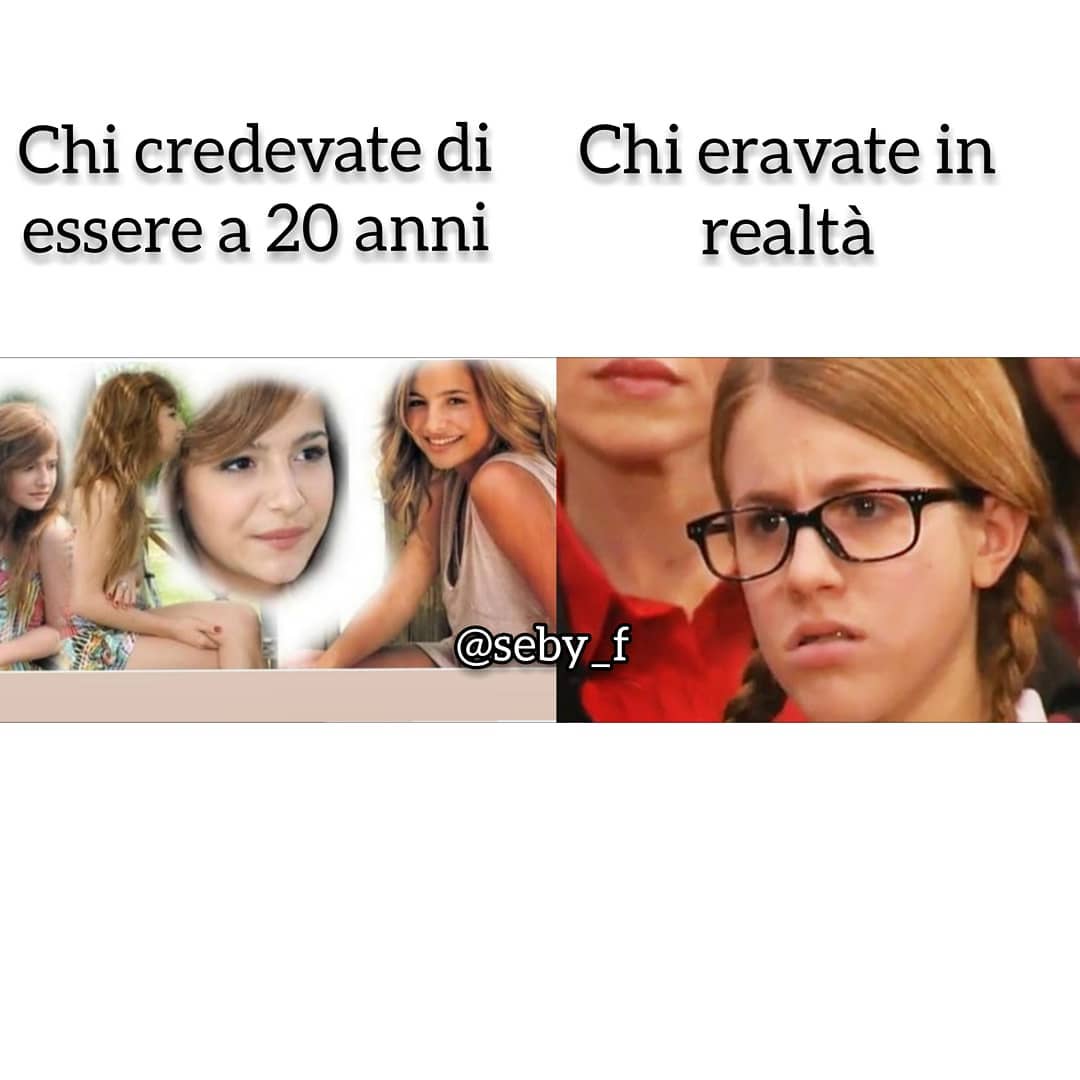 Chi credevate di
essere a 20 anni
Chi eravate in
realtà
@seby_f